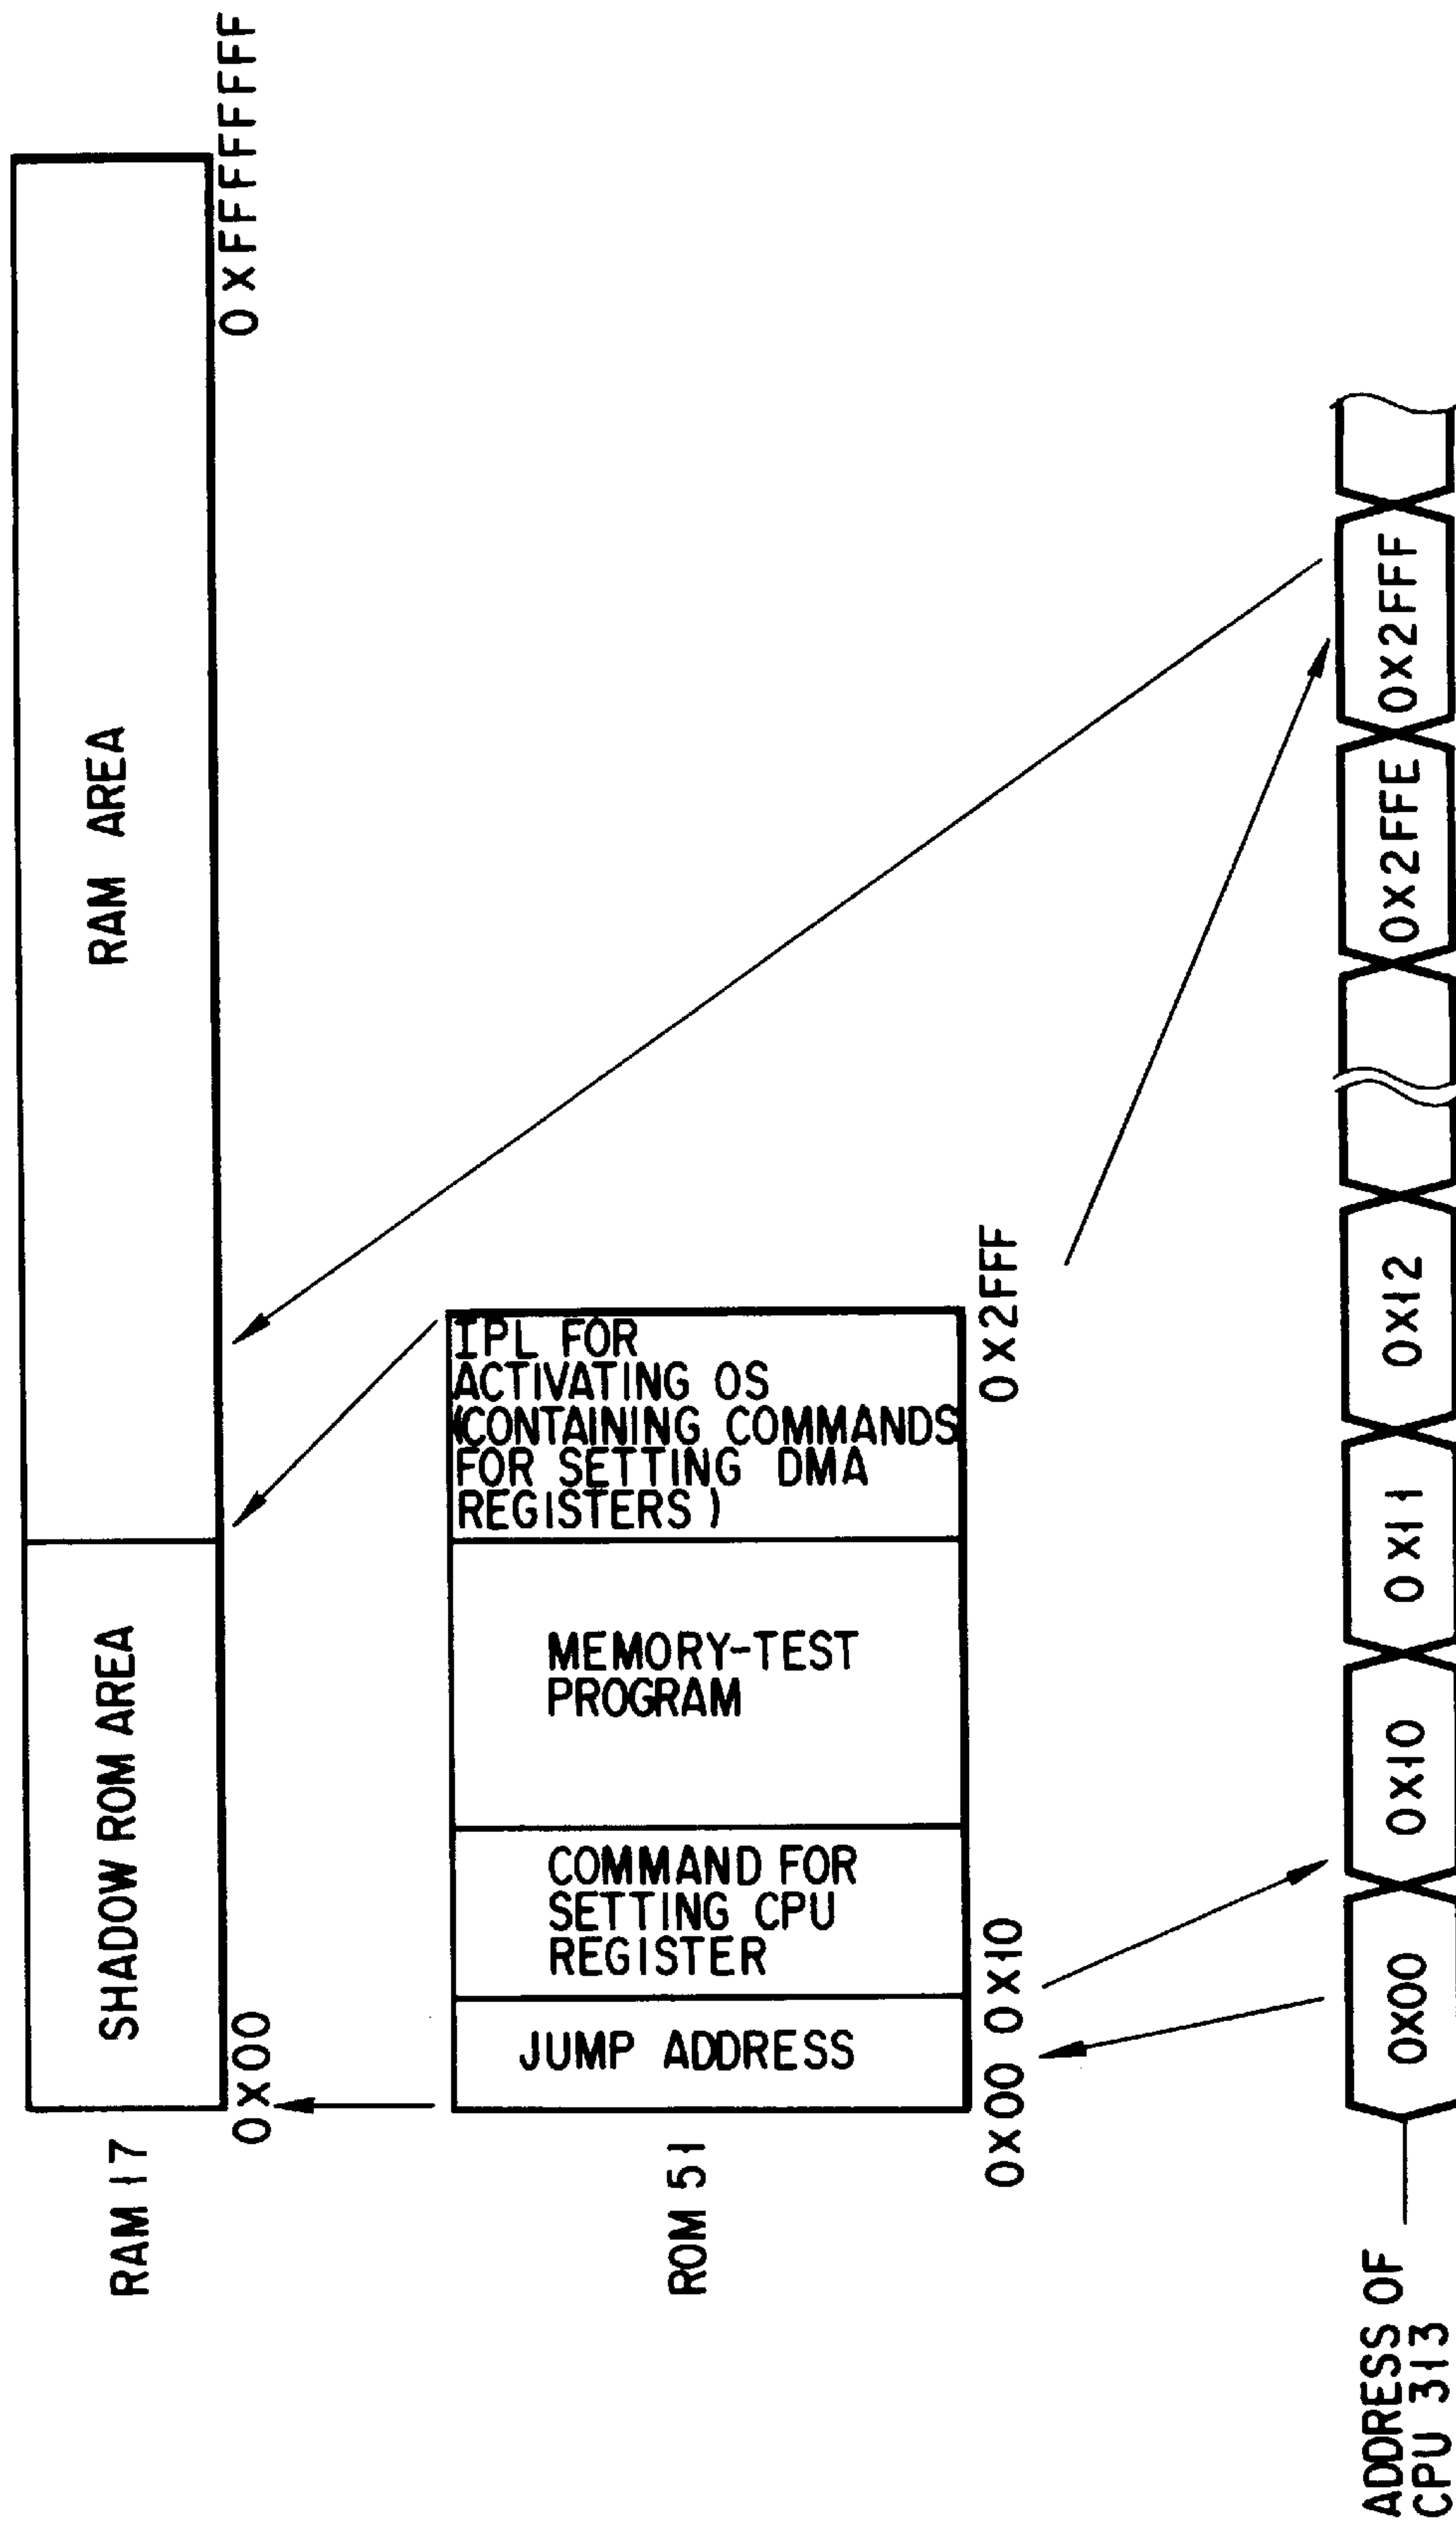 RAM 17
SHADOW ROM AREA
RAM AREA
0X00
0XFFFFFFFF
ROM 51
JUMP ADDRESS
COMMAND FOR
SETTING CPU
REGISTER
MEMORY-TEST
PROGRAM
IPL FOR
ACTIVATING OS
(CONTAINING COMMANDS
FOR SETTING DMA
REGISTERS)
0X00 0X10
0X2FFF
ADDRESS OF
CPU 313
0X00
0X10
0X11
0X12
0X2FFE
0X2FFF